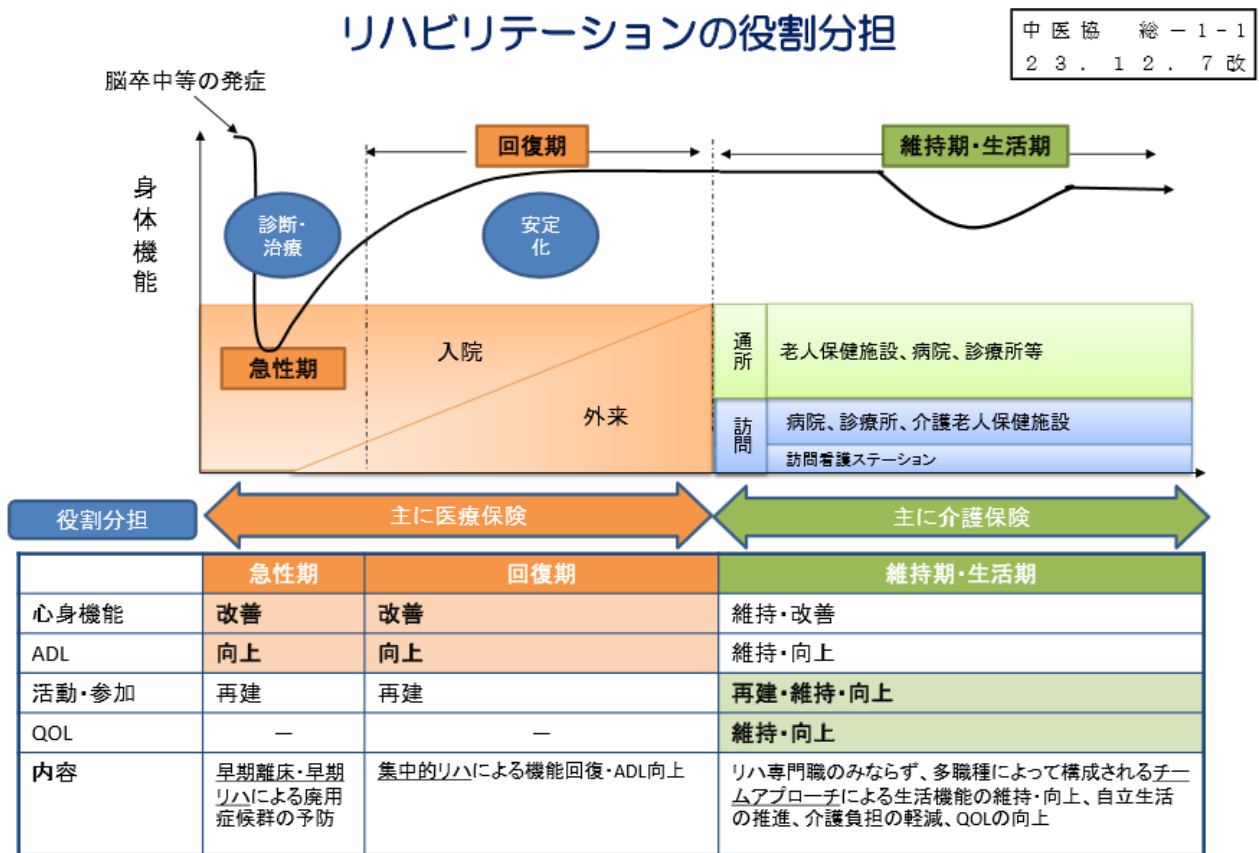 リハビリテーションの役割分担
中医協　総－1-1
23．12．7改
脳卒中等の発症
身体機能
回復期
維持期・生活期
診断・
治療
安定
化
急性期
入院
外来
通所
老人保健施設、病院、診療所等
訪問
病院、診療所、介護老人保健施設
訪問看護ステーション
役割分担
主に医療保険
主に介護保険
急性期
回復期
維持期・生活期
心身機能
改善
改善
維持・改善
ADL
向上
向上
維持・向上
活動・参加
再建
再建
再建・維持・向上
QOL
－
－
維持・向上
内容
早期離床・早期
リハによる廃用
症候群の予防
集中的リハによる機能回復・ADL向上
リハ専門職のみならず、多職種によって構成されるチー
ムアプローチによる生活機能の維持・向上、自立生活
の推進、介護負担の軽減、QOLの向上